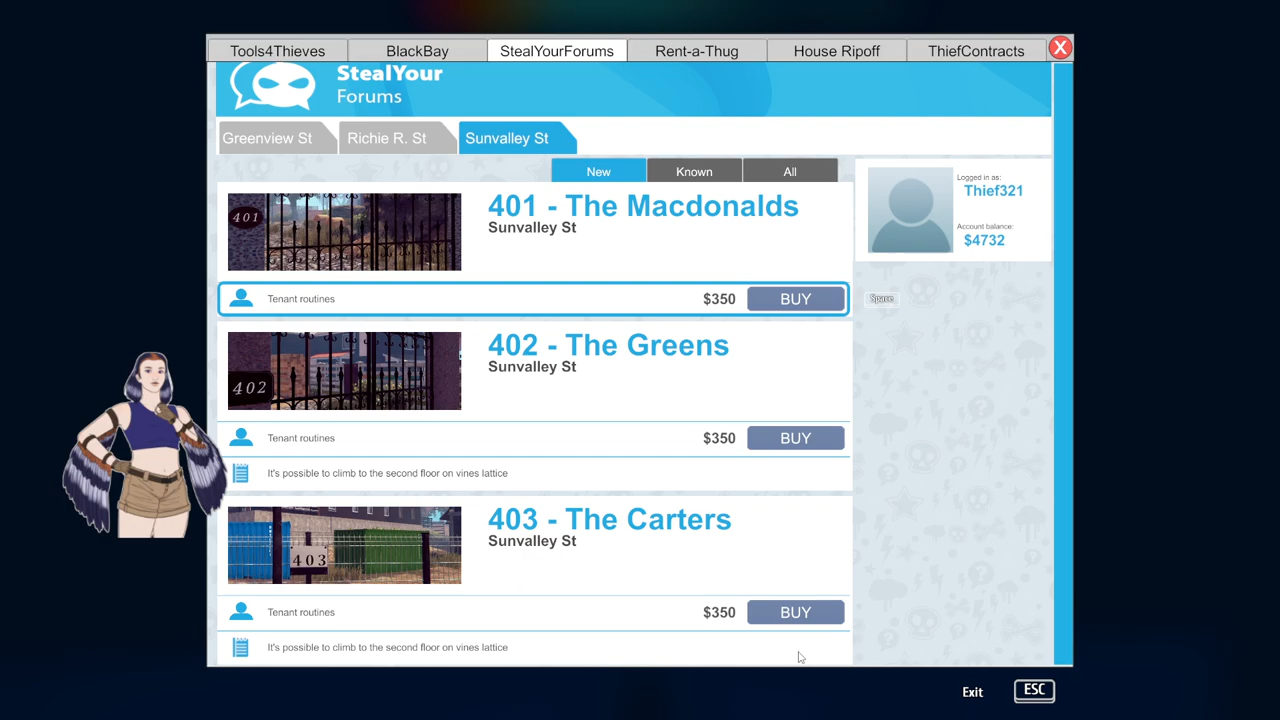 Tools4Thieves BlackBay StealYourForums Rent-a-Thug House Ripoff ThiefContracts X
StealYour
Forums
Greenview St Richie R. St Sunvalley St
New Known All
401
401 - The Macdonalds
Sunvalley St
Logged in as:
Thief321
Account balance:
$4732
Tenant routines $350 BUY
Space
402
402 - The Greens
Sunvalley St
Tenant routines $350 BUY
It's possible to climb to the second floor on vines lattice
403
403 - The Carters
Sunvalley St
Tenant routines $350 BUY
It's possible to climb to the second floor on vines lattice
Exit ESC